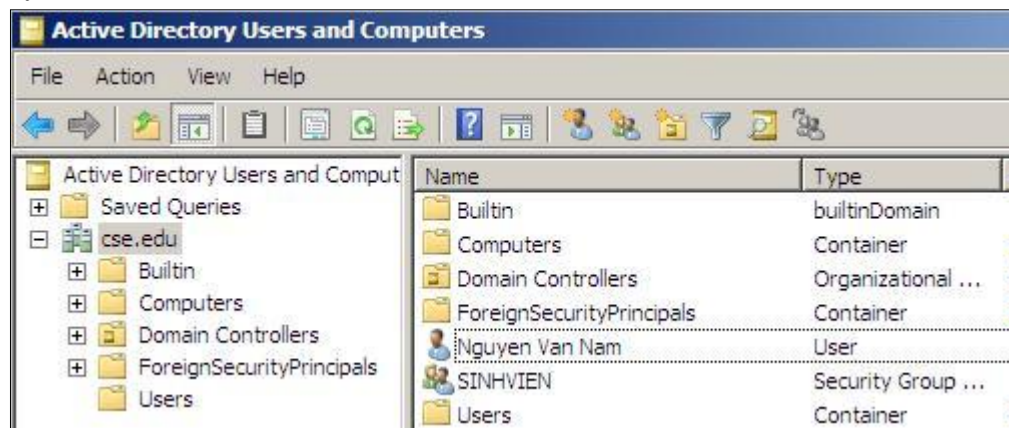 Active Directory Users and Computers
File Action View Help
Active Directory Users and Comput
Saved Queries
cse.edu
Builtin
Computers
Domain Controllers
ForeignSecurityPrincipals
Users
Name Type
Builtin builtinDomain
Computers Container
Domain Controllers Organizational ...
ForeignSecurityPrincipals Container
Nguyen Van Nam User
SINHVIEN Security Group ...
Users Container